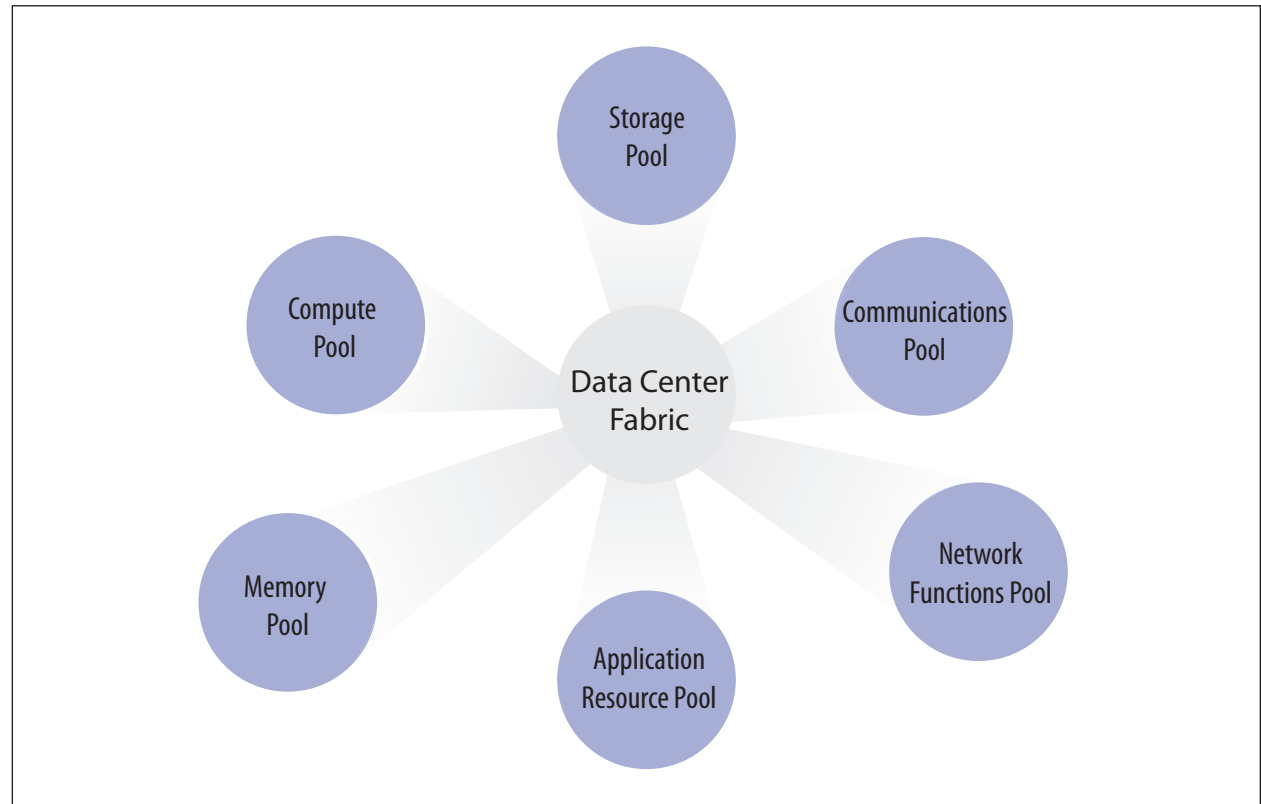 Storage
Pool
Compute
Pool
Communications
Pool
Data Center
Fabric
Memory
Pool
Network
Functions Pool
Application
Resource Pool